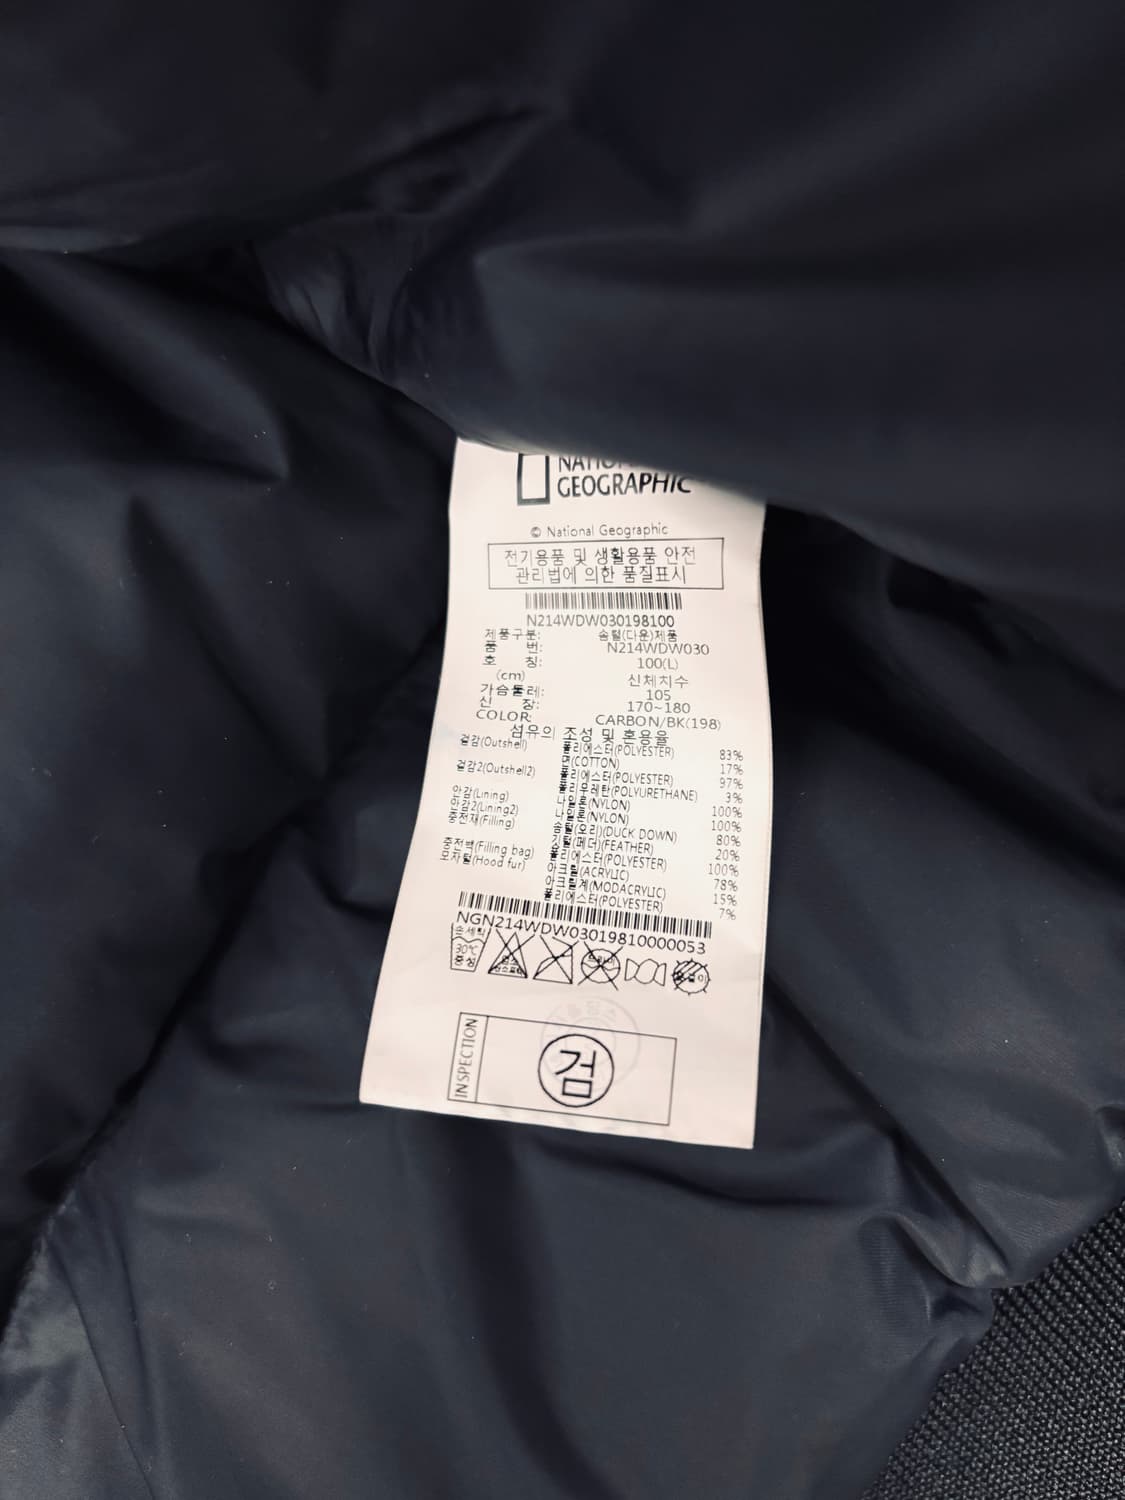 NATIO
GEOGRAPHIC
© National Geographic
전기용품 및 생활용품 안전
관리법에 의한 품질표시
N214WDW030198100
제품구분: 솜털(다운)제품
품 번: N214WDW030
호 칭: 100(L)
(cm) 신체치수
가슴둘레: 105
신 장: 170~180
COLOR: CARBON/BK(198)
섬유의 조성 및 혼용율
겉감(Outshell) 폴리에스터(POLYESTER) 83%
면(COTTON) 17%
겉감2(Outshell2) 폴리에스터(POLYESTER) 97%
폴리우레탄(POLYURETHANE) 3%
안감(Lining) 나일론(NYLON) 100%
안감2(Lining2) 나일론(NYLON) 100%
충전재(Filling) 솜털(오리)(DUCK DOWN) 80%
깃털(페더)(FEATHER) 20%
충전백(Filling bag) 폴리에스터(POLYESTER) 100%
모자털(Hood fur) 아크릴(ACRYLIC) 78%
아크릴계(MODACRYLIC) 15%
폴리에스터(POLYESTER) 7%
NGN214WDW03019810000053
손세탁
30℃
중성
INSPECTION
검